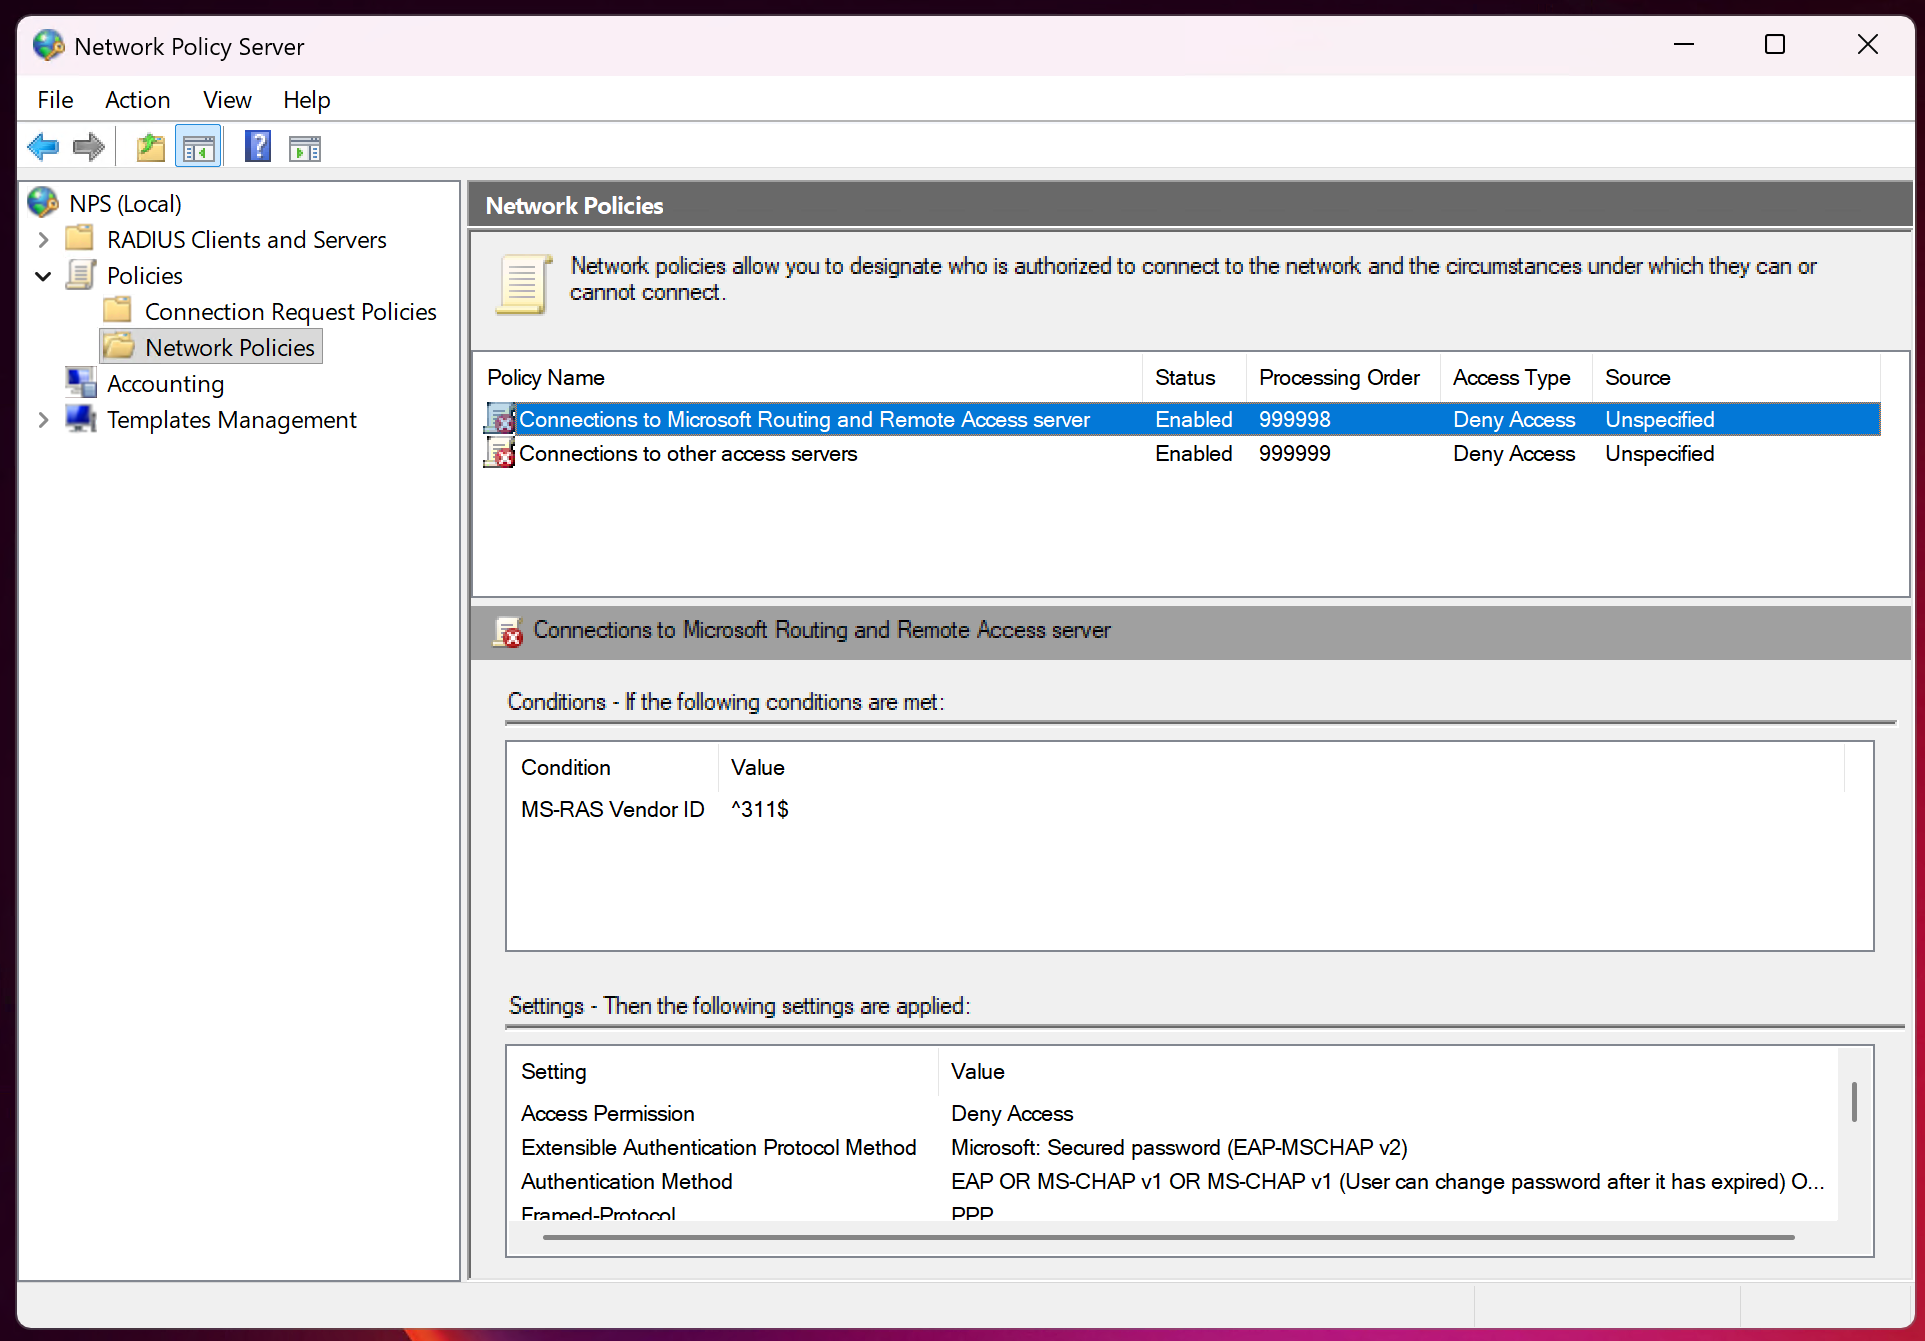 Network Policy Server
File Action View Help
NPS (Local)
RADIUS Clients and Servers
Policies
Connection Request Policies
Network Policies
Accounting
Templates Management
Network Policies
Network policies allow you to designate who is authorized to connect to the network and the circumstances under which they can or
cannot connect.
Policy Name Status Processing Order Access Type Source
Connections to Microsoft Routing and Remote Access server Enabled 999998 Deny Access Unspecified
Connections to other access servers Enabled 999999 Deny Access Unspecified
Connections to Microsoft Routing and Remote Access server
Conditions - If the following conditions are met:
Condition Value
MS-RAS Vendor ID ^311$
Settings - Then the following settings are applied:
Setting Value
Access Permission Deny Access
Extensible Authentication Protocol Method Microsoft: Secured password (EAP-MSCHAP v2)
Authentication Method EAP OR MS-CHAP v1 OR MS-CHAP v1 (User can change password after it has expired) O...
Framed-Protocol PPP